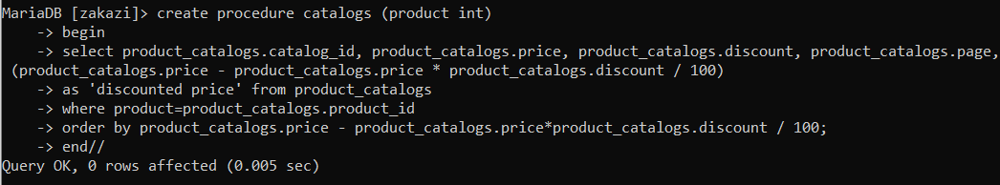 MariaDB [zakazi]> create procedure catalogs (product int)
    -> begin
    -> select product_catalogs.catalog_id, product_catalogs.price, product_catalogs.discount, product_catalogs.page,
 (product_catalogs.price - product_catalogs.price * product_catalogs.discount / 100)
    -> as 'discounted price' from product_catalogs
    -> where product=product_catalogs.product_id
    -> order by product_catalogs.price - product_catalogs.price*product_catalogs.discount / 100;
    -> end//
Query OK, 0 rows affected (0.005 sec)